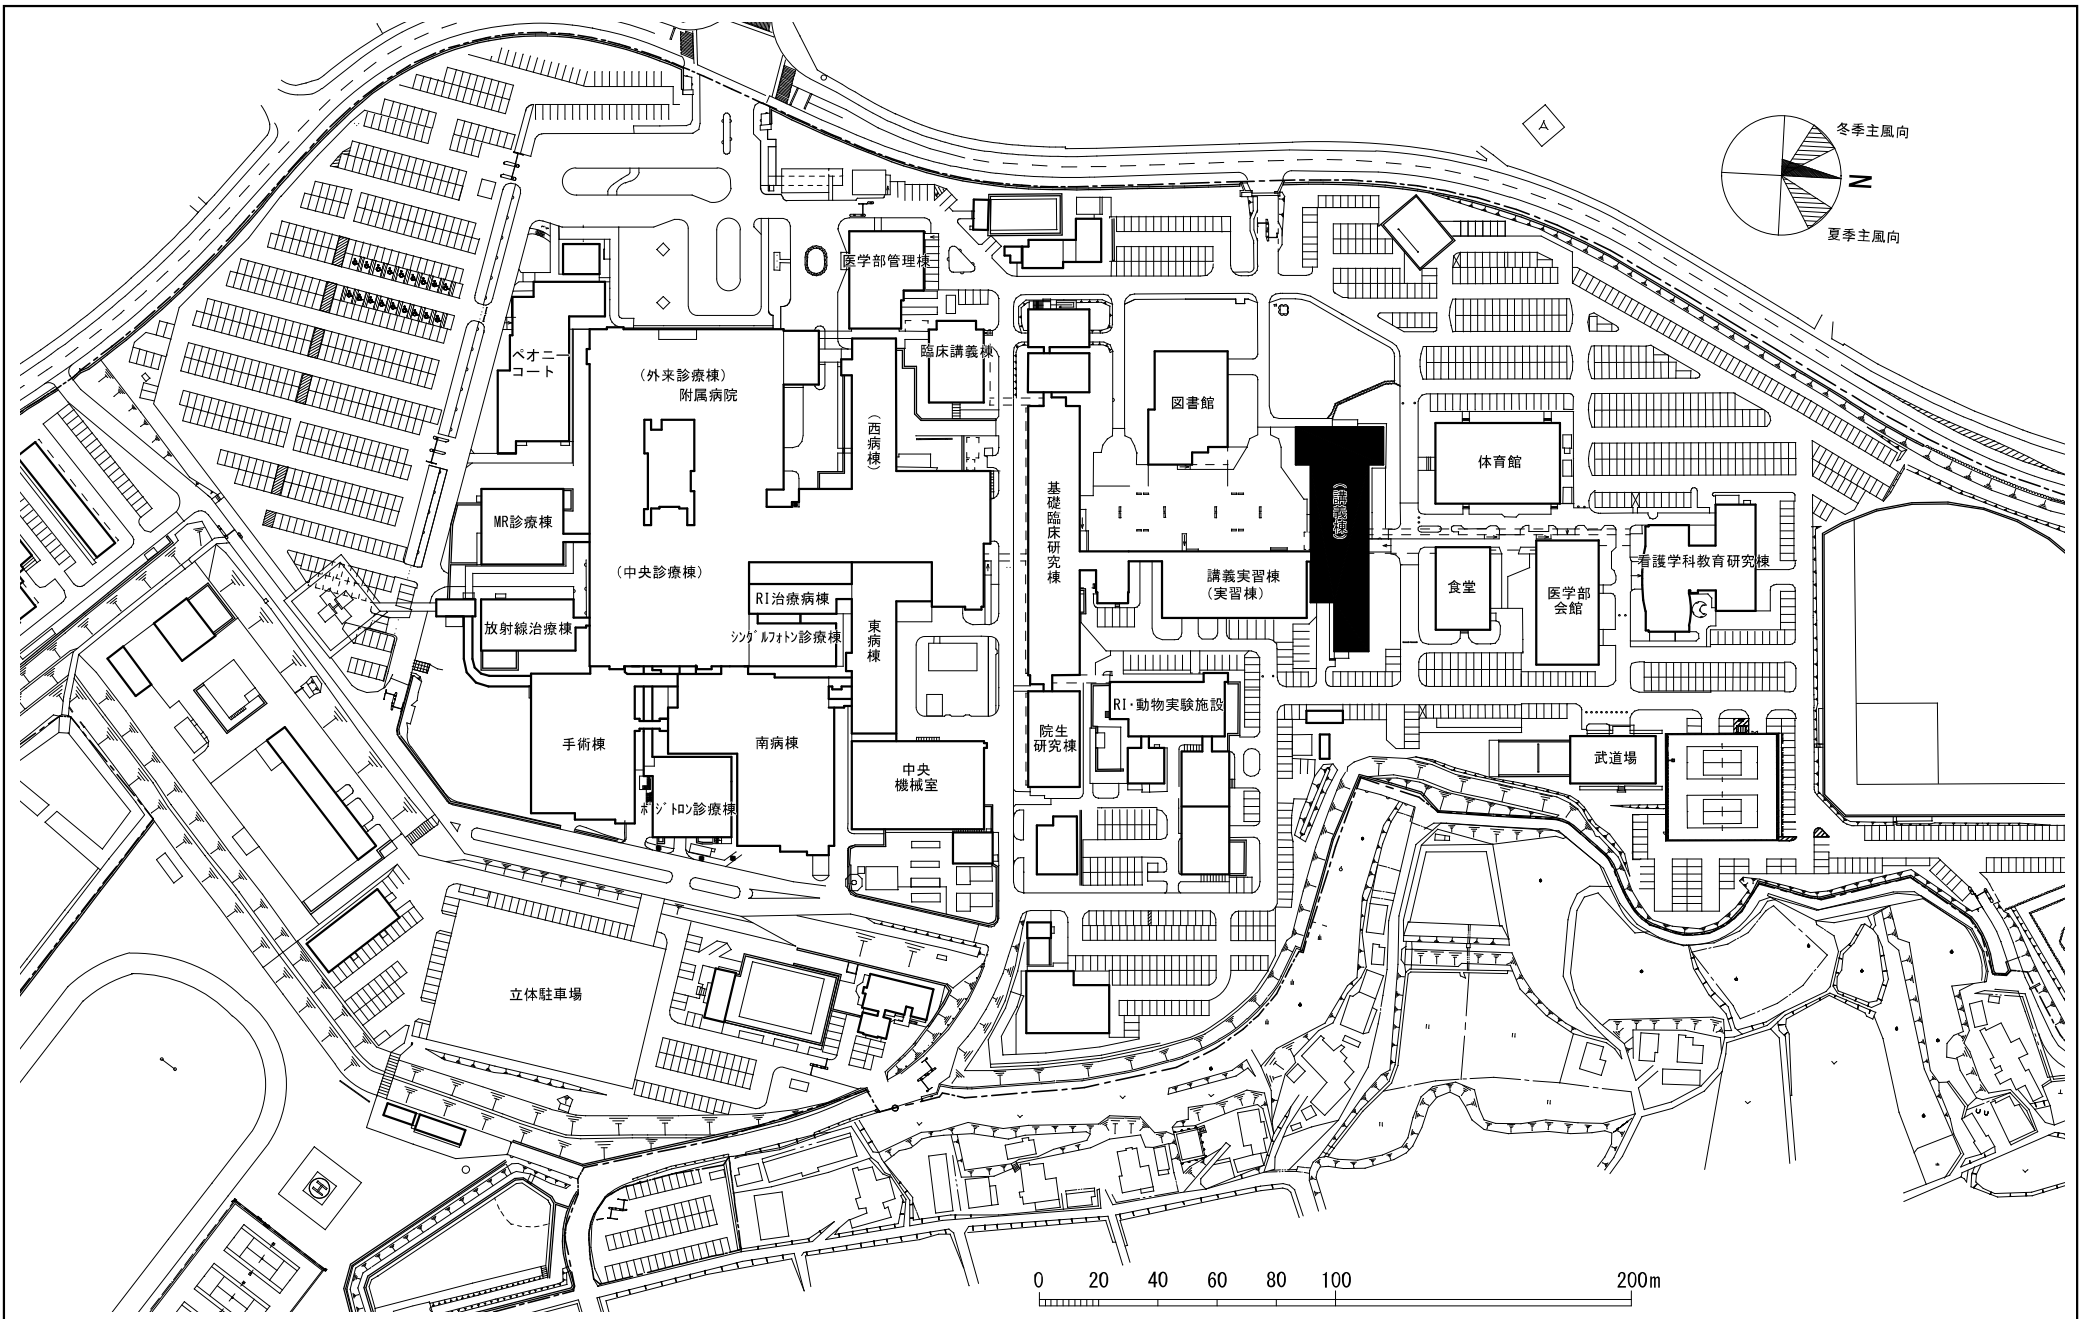 冬季主風向
N
夏季主風向
医学部管理棟
臨床講義棟
ペオニー
コート
(外来診療棟)
附属病院
(西病棟)
図書館
体育館
(講義棟)
基礎臨床研究棟
MR診療棟
(中央診療棟)
講義実習棟
(実習棟)
食堂
医学部
会館
看護学科教育研究棟
RI治療病棟
放射線治療棟
シングルフォトン診療棟
東病棟
RI・動物実験施設
手術棟
南病棟
院生
研究棟
中央
機械室
武道場
ポジトロン診療棟
立体駐車場
H
0 20 40 60 80 100 200m